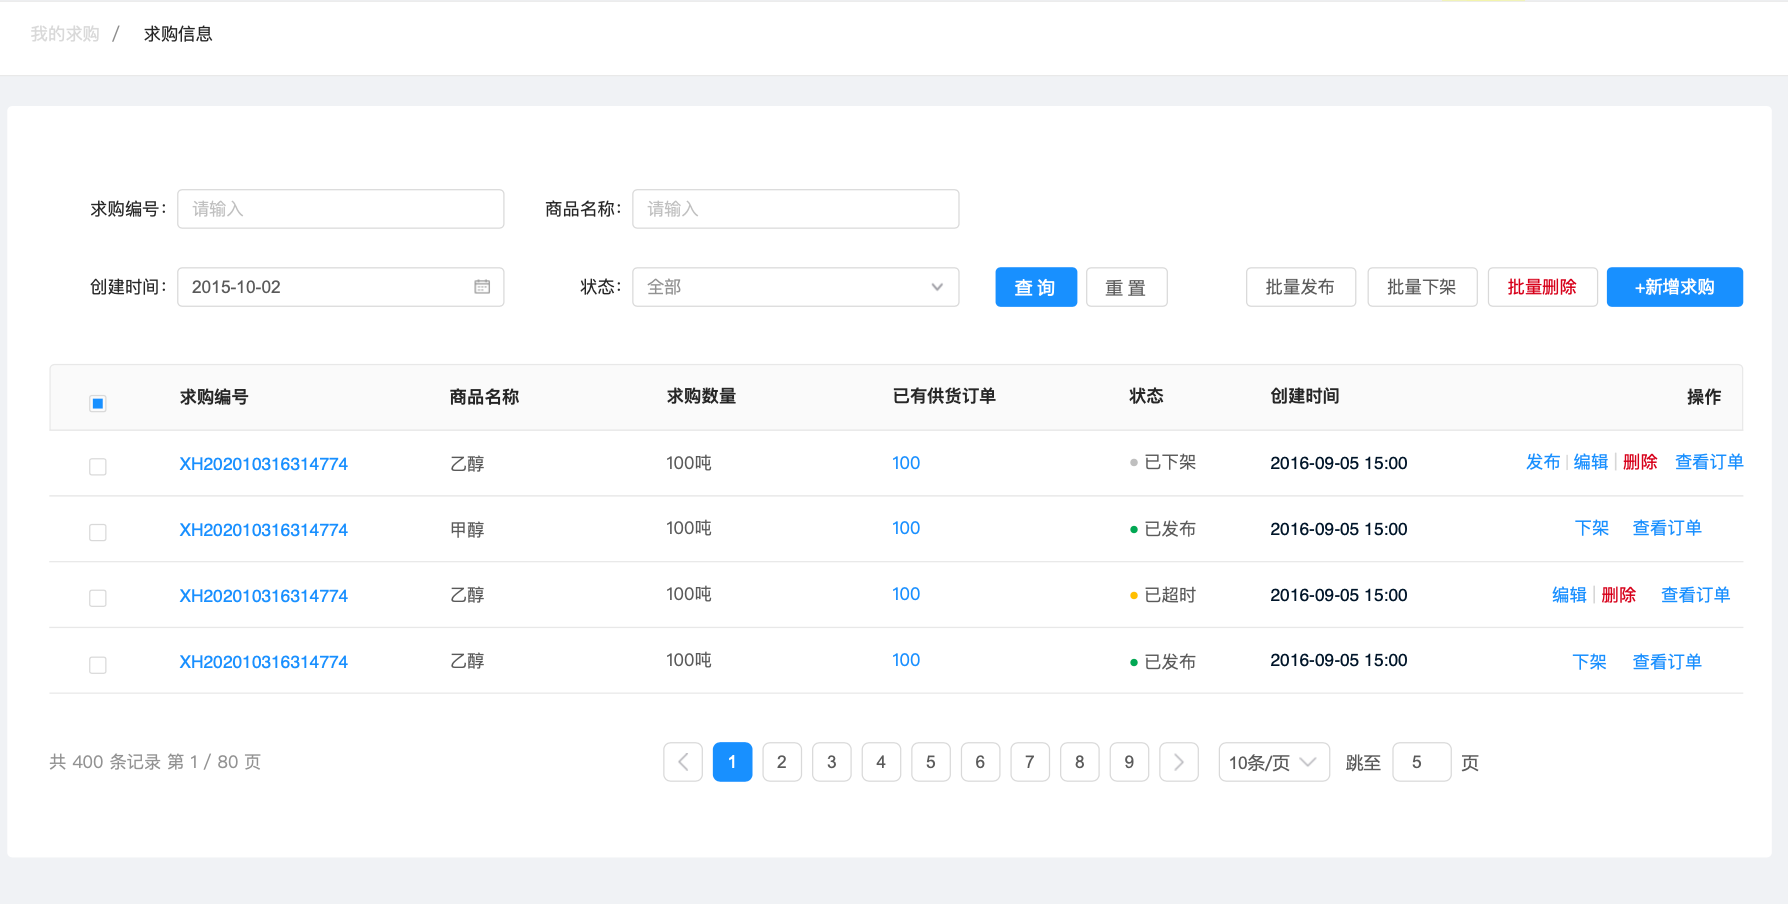 我的求购 / 求购信息
求购编号: 请输入 商品名称: 请输入
创建时间: 2015-10-02 状态: 全部 查 询 重 置 批量发布 批量下架 批量删除 +新增求购
求购编号 商品名称 求购数量 已有供货订单 状态 创建时间 操作
XH202010316314774 乙醇 100吨 100 已下架 2016-09-05 15:00 发布 编辑 删除 查看订单
XH202010316314774 甲醇 100吨 100 已发布 2016-09-05 15:00 下架 查看订单
XH202010316314774 乙醇 100吨 100 已超时 2016-09-05 15:00 编辑 删除 查看订单
XH202010316314774 乙醇 100吨 100 已发布 2016-09-05 15:00 下架 查看订单
共 400 条记录 第 1 / 80 页 1 2 3 4 5 6 7 8 9 10条/页 跳至 5 页